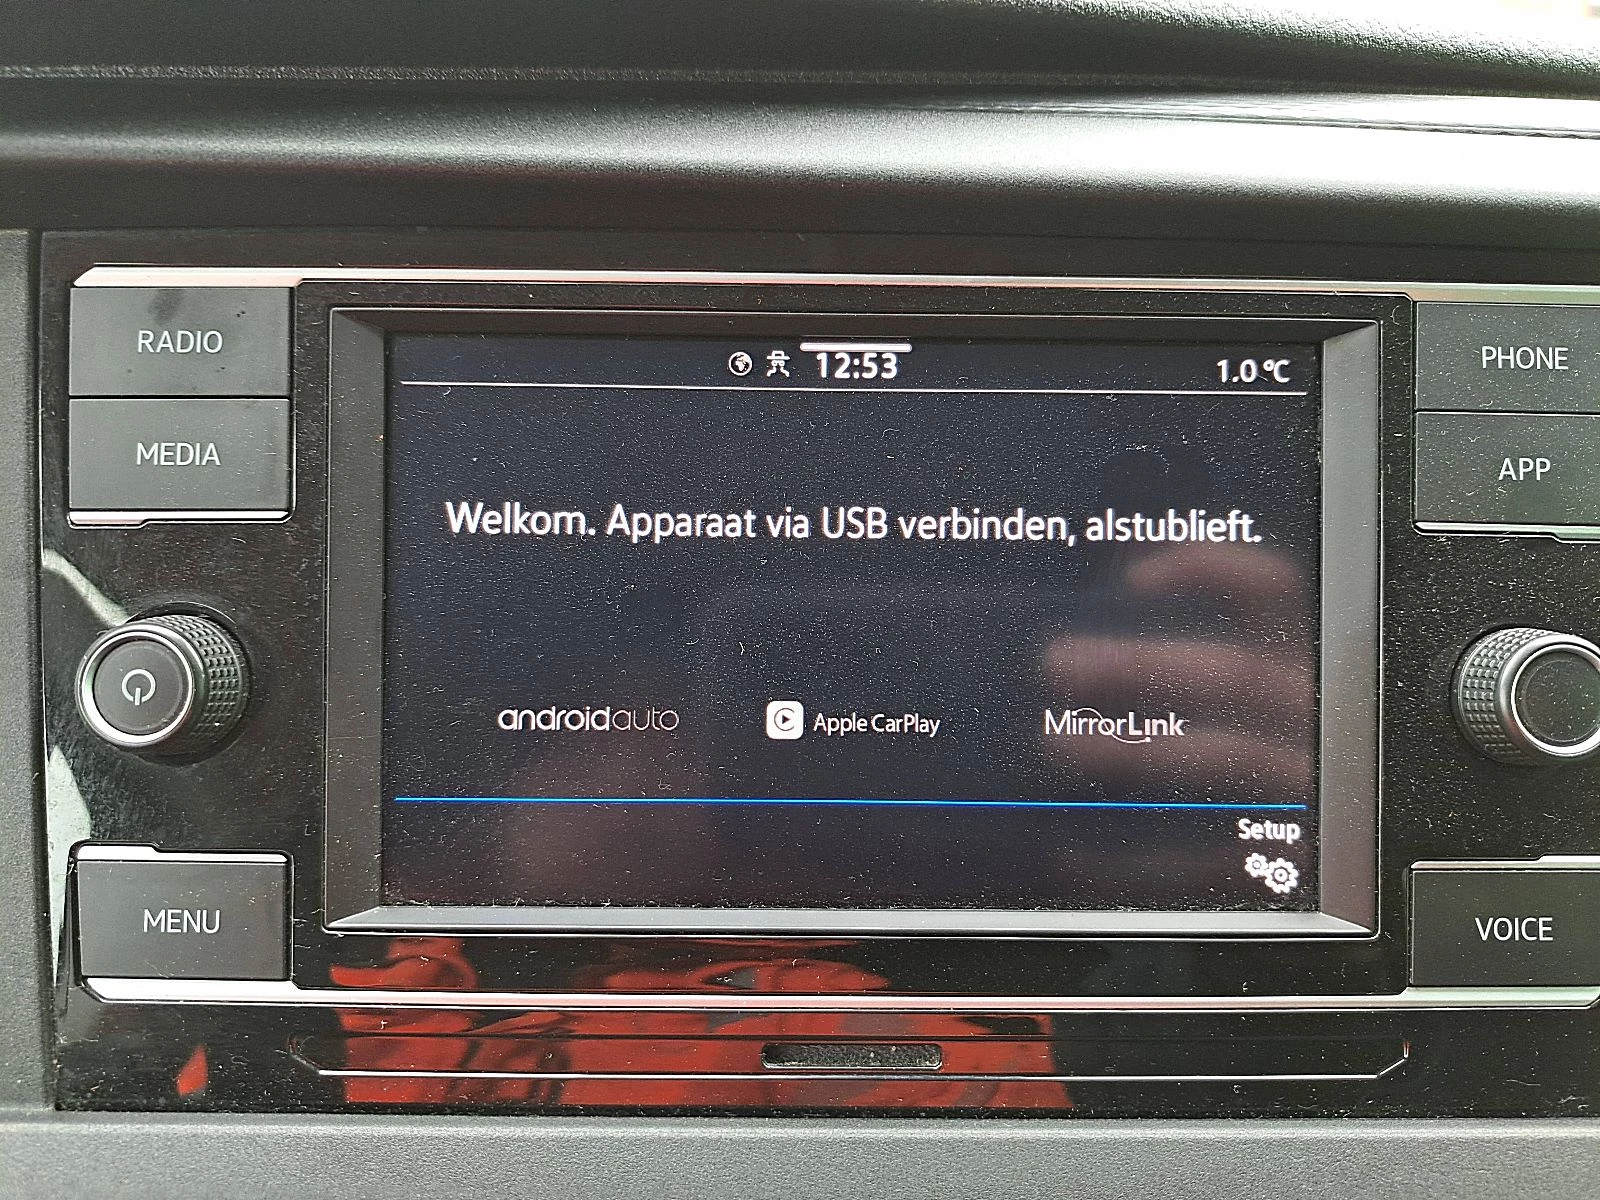 RADIO
MEDIA
MENU
12:53
1.0 °C
Welkom. Apparaat via USB verbinden, alstublieft.
androidauto
Apple CarPlay
MirrorLink
Setup
PHONE
APP
VOICE